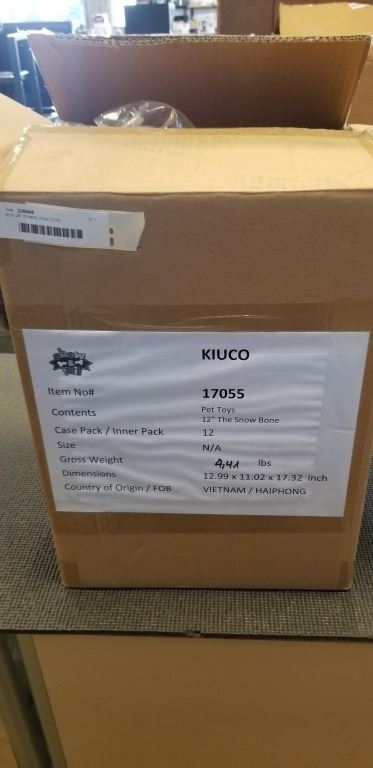 KIUCO
Item No# 17055
Contents Pet Toys
12" The Snow Bone
Case Pack / Inner Pack 12
Size N/A
Gross Weight 4,41 lbs
Dimensions 12.99 x 11.02 x 17.32 inch
Country of Origin / FOB VIETNAM / HAIPHONG